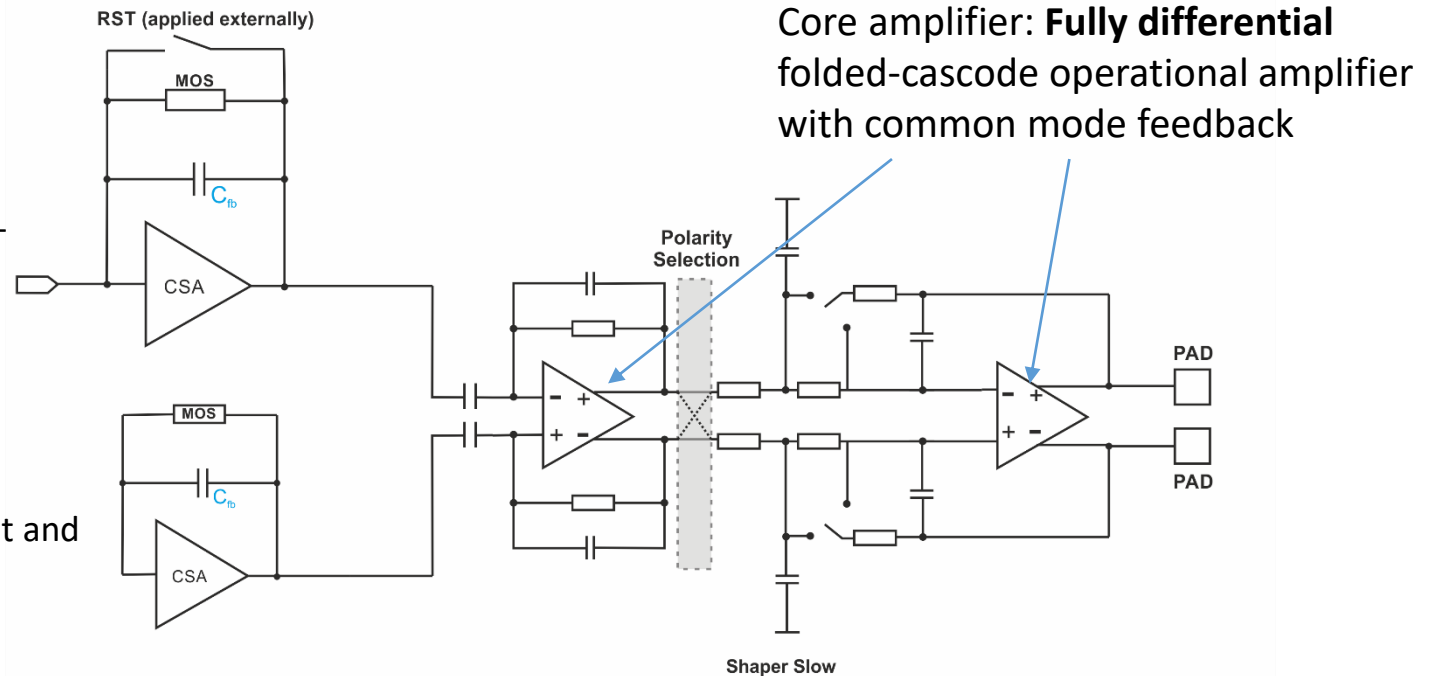 RST (applied externally)
Core amplifier: Fully differential
folded-cascode operational amplifier
with common mode feedback
MOS
Cfb
CSA
Polarity
Selection
- +
+ -
- +
+ -
PAD
PAD
MOS
Cfb
t and
CSA
Shaper Slow